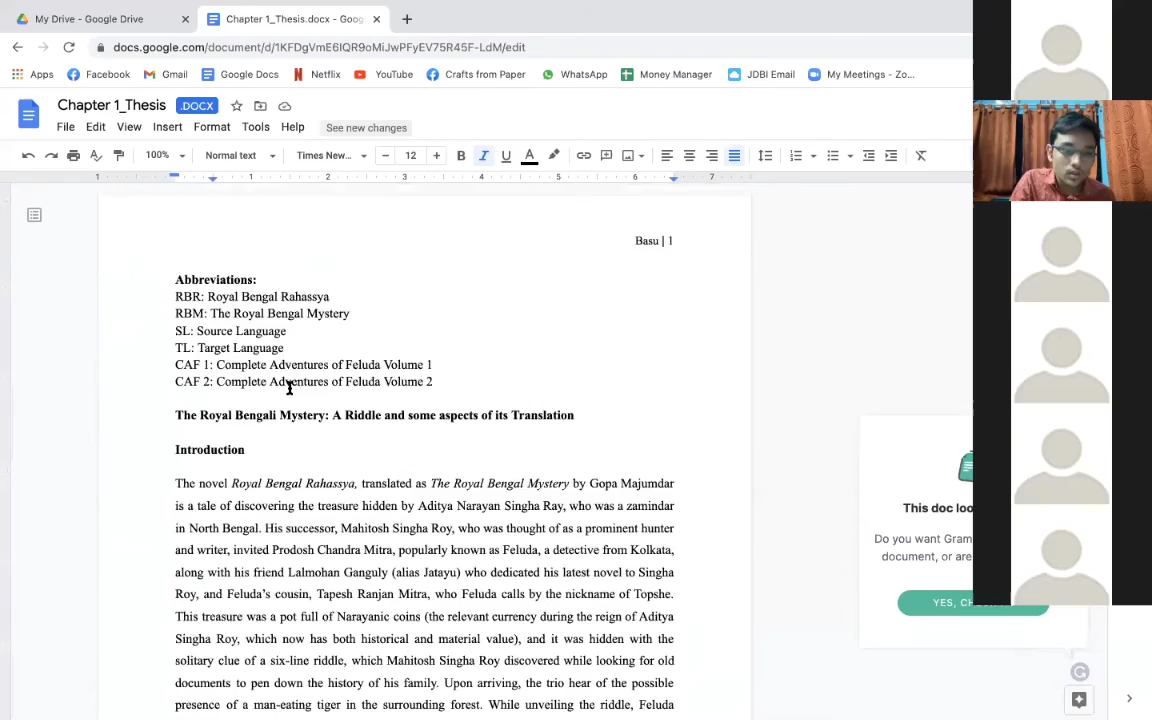 My Drive - Google Drive
Chapter 1_Thesis.docx - Goog
docs.google.com/document/d/1KFDgVmE6IQR9oMiJwPFyEV75R45F-LdM/edit
Apps Facebook Gmail Google Docs Netflix YouTube Crafts from Paper WhatsApp Money Manager JDBI Email My Meetings - Zo...
Chapter 1_Thesis .DOCX
File Edit View Insert Format Tools Help See new changes
100% Normal text Times New... 12
1 1 2 3 4 5 6 7
Basu | 1
Abbreviations:
RBR: Royal Bengal Rahassya
RBM: The Royal Bengal Mystery
SL: Source Language
TL: Target Language
CAF 1: Complete Adventures of Feluda Volume 1
CAF 2: Complete Adventures of Feluda Volume 2
The Royal Bengali Mystery: A Riddle and some aspects of its Translation
Introduction
The novel Royal Bengal Rahassya, translated as The Royal Bengal Mystery by Gopa Majumdar
is a tale of discovering the treasure hidden by Aditya Narayan Singha Ray, who was a zamindar
in North Bengal. His successor, Mahitosh Singha Roy, who was thought of as a prominent hunter
and writer, invited Prodosh Chandra Mitra, popularly known as Feluda, a detective from Kolkata,
along with his friend Lalmohan Ganguly (alias Jatayu) who dedicated his latest novel to Singha
Roy, and Feluda's cousin, Tapesh Ranjan Mitra, who Feluda calls by the nickname of Topshe.
This treasure was a pot full of Narayanic coins (the relevant currency during the reign of Aditya
Singha Roy, which now has both historical and material value), and it was hidden with the
solitary clue of a six-line riddle, which Mahitosh Singha Roy discovered while looking for old
documents to pen down the history of his family. Upon arriving, the trio hear of the possible
presence of a man-eating tiger in the surrounding forest. While unveiling the riddle, Feluda
This doc loo
Do you want Gram
document, or are
YES, CH